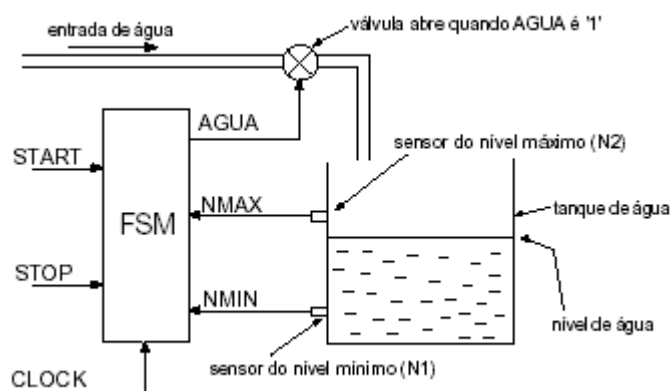 entrada de água
válvula abre quando AGUA é '1'
AGUA
START
sensor do nível máximo (N2)
NMAX
tanque de água
FSM
STOP
NMIN
nível de água
sensor do nível mínimo (N1)
CLOCK